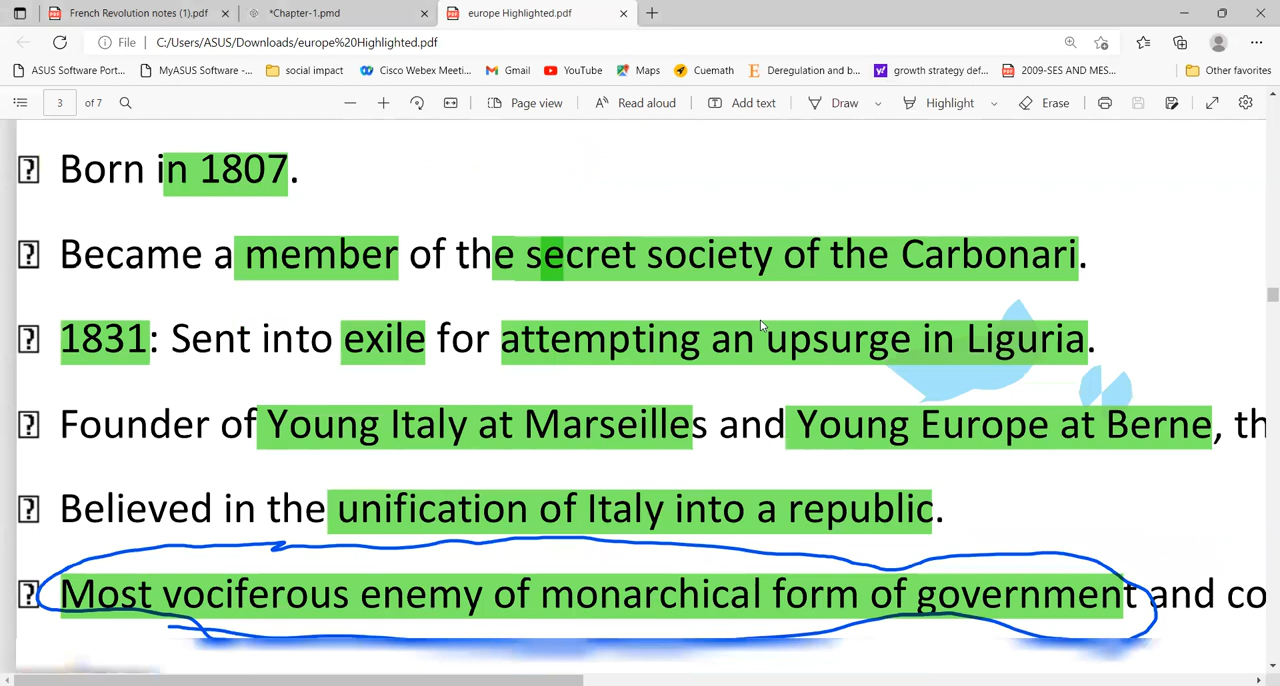 French Revolution notes (1).pdf
*Chapter-1.pmd
europe Highlighted.pdf
File C:/Users/ASUS/Downloads/europe%20Highlighted.pdf
ASUS Software Port... MyASUS Software -... social impact Cisco Webex Meeti... Gmail YouTube Maps Cuemath Deregulation and b... growth strategy def... 2009-SES AND MES... Other favorites
3 of 7 Page view Read aloud Add text Draw Highlight Erase
Born in 1807.
Became a member of the secret society of the Carbonari.
1831: Sent into exile for attempting an upsurge in Liguria.
Founder of Young Italy at Marseilles and Young Europe at Berne, th
Believed in the unification of Italy into a republic.
Most vociferous enemy of monarchical form of government and co